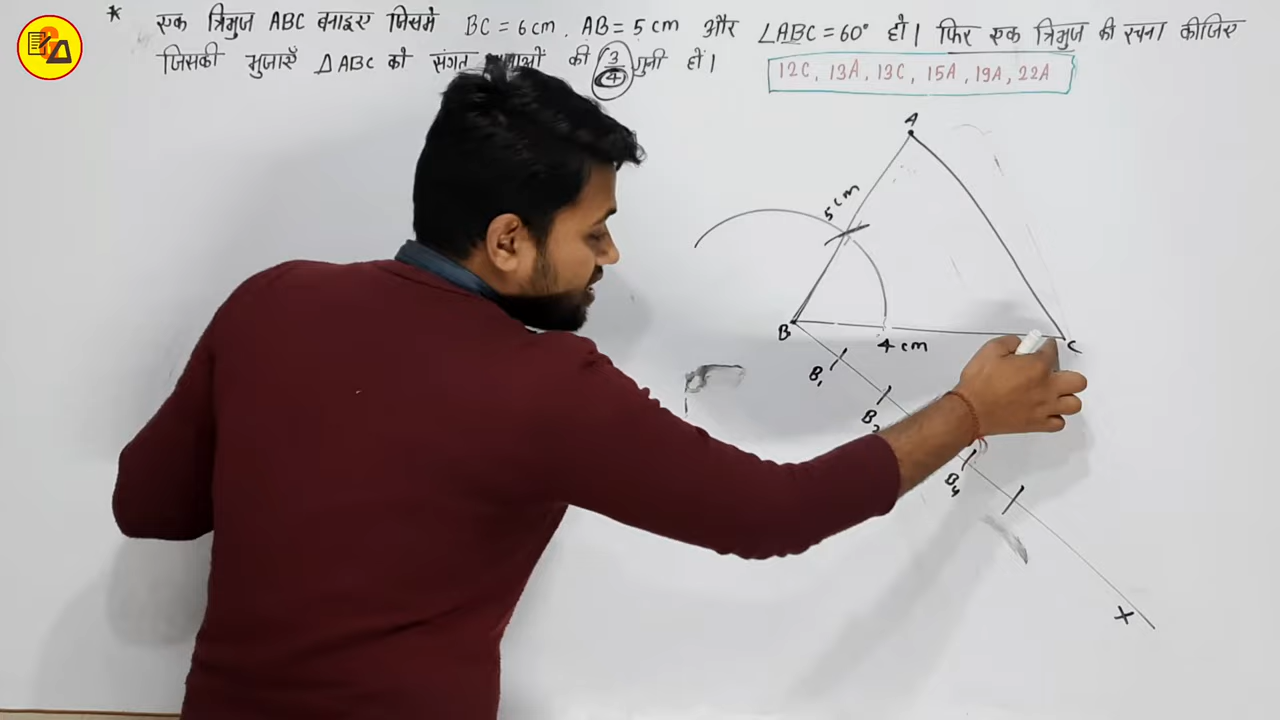 * एक त्रिभुज ABC बनाइए जिसमे BC = 6 cm, AB = 5 cm और ∠ABC = 60° हो। फिर एक त्रिभुज की रचना कीजिए
जिसकी भुजाएँ △ABC को संगत की 3/4 गुनी हों।
12C, 13A, 13C, 15A, 19A, 22A
A
5 cm
B
4 cm
C
B₁
B₂
B₄
X